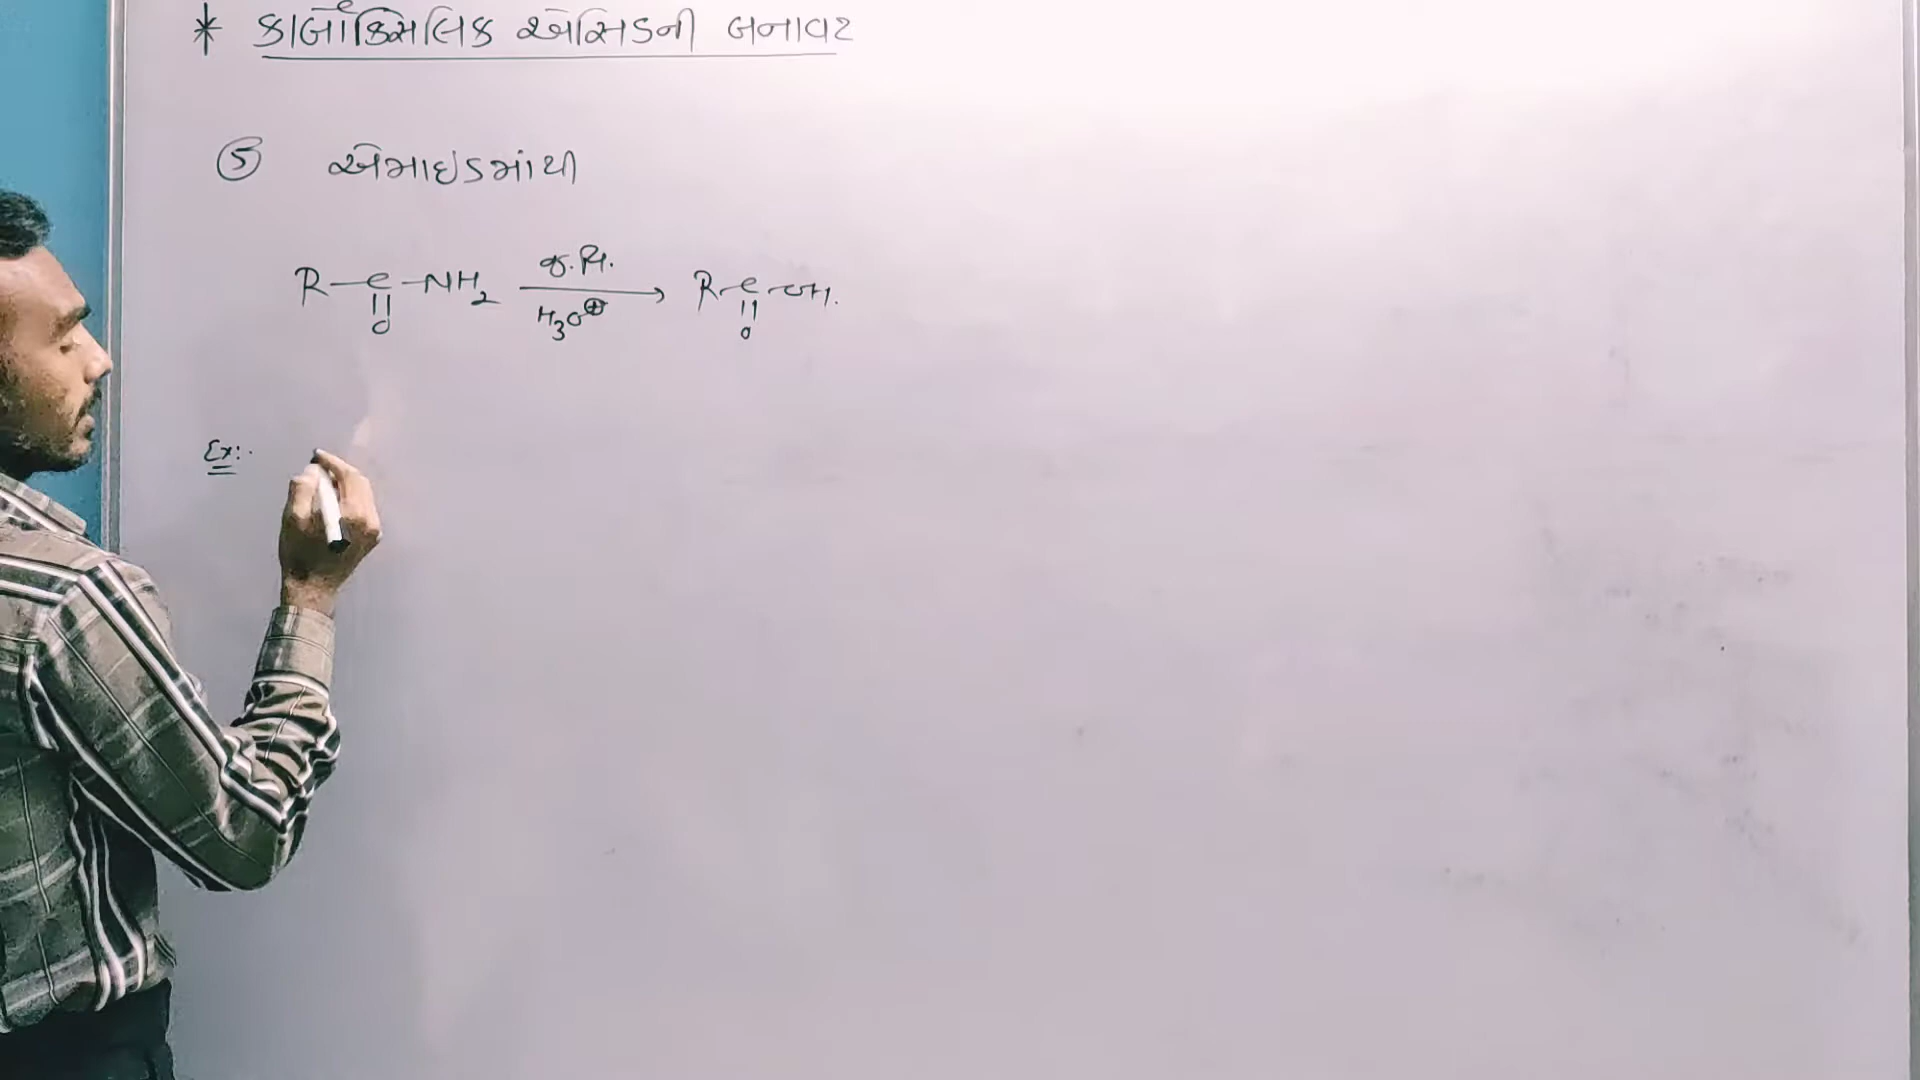 * કાર્બોક્સિલિક એસિડની બનાવટ
⑤ એમાઇડમાંથી
R-C-NH₂ જ.વિ. → R-C-OH.
|| H₃O⊕ ||
O O
Ex:-